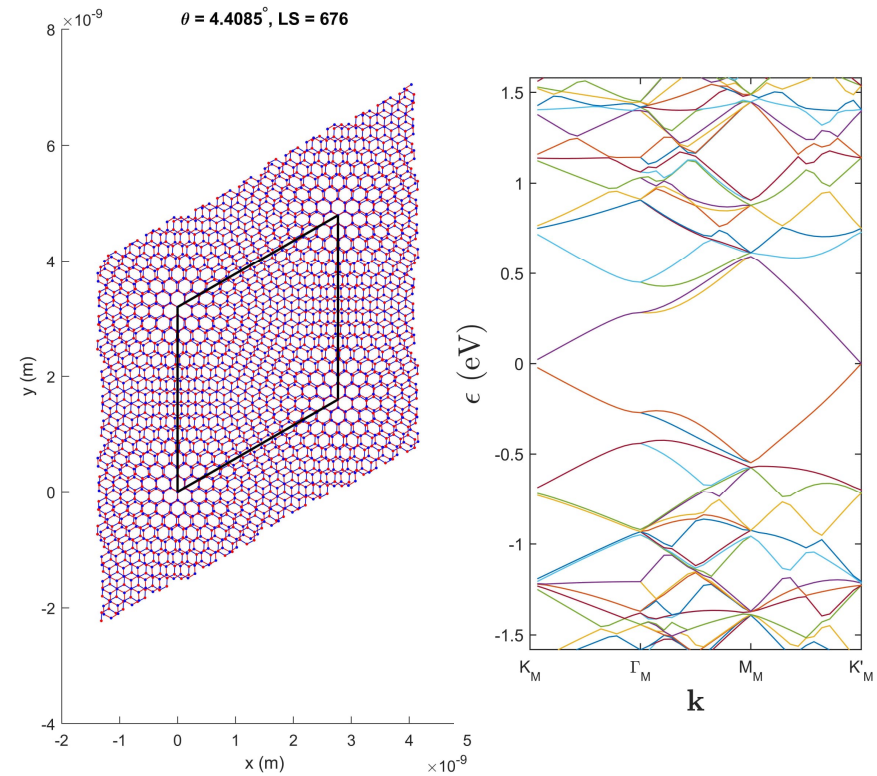 θ = 4.4085°, LS = 676
×10⁻⁹
8
6
4
2
0
-2
-4
y (m)
-2 -1 0 1 2 3 4 5
x (m)
×10⁻⁹
1.5
1
0.5
0
-0.5
-1
-1.5
ϵ (eV)
K_M Γ_M M_M K'_M
k